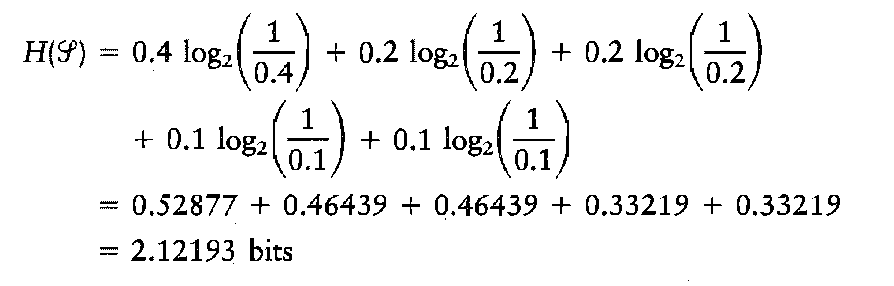 H(𝒮) = 0.4 log₂(1/0.4) + 0.2 log₂(1/0.2) + 0.2 log₂(1/0.2)
+ 0.1 log₂(1/0.1) + 0.1 log₂(1/0.1)
= 0.52877 + 0.46439 + 0.46439 + 0.33219 + 0.33219
= 2.12193 bits